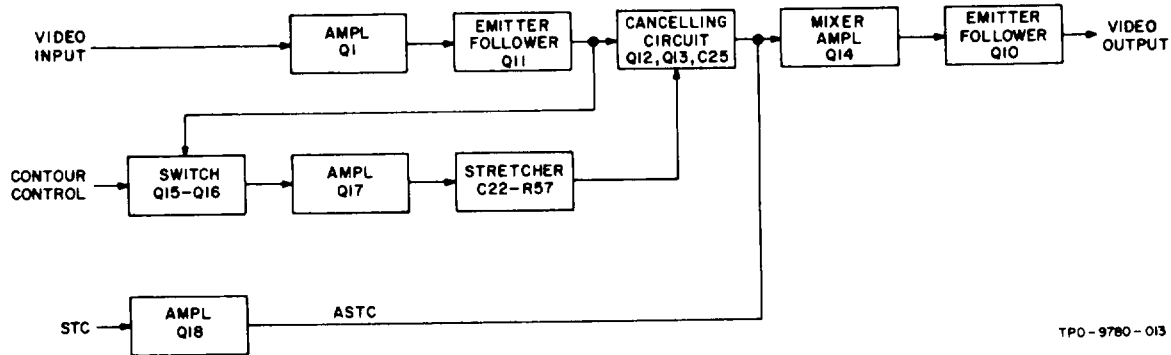 VIDEO
INPUT
AMPL
Q1
EMITTER
FOLLOWER
Q11
CANCELLING
CIRCUIT
Q12, Q13, C25
MIXER
AMPL
Q14
EMITTER
FOLLOWER
Q10
VIDEO
OUTPUT
CONTOUR
CONTROL
SWITCH
Q15-Q16
AMPL
Q17
STRETCHER
C22-R57
STC
AMPL
Q18
ASTC
TPO-9780-013